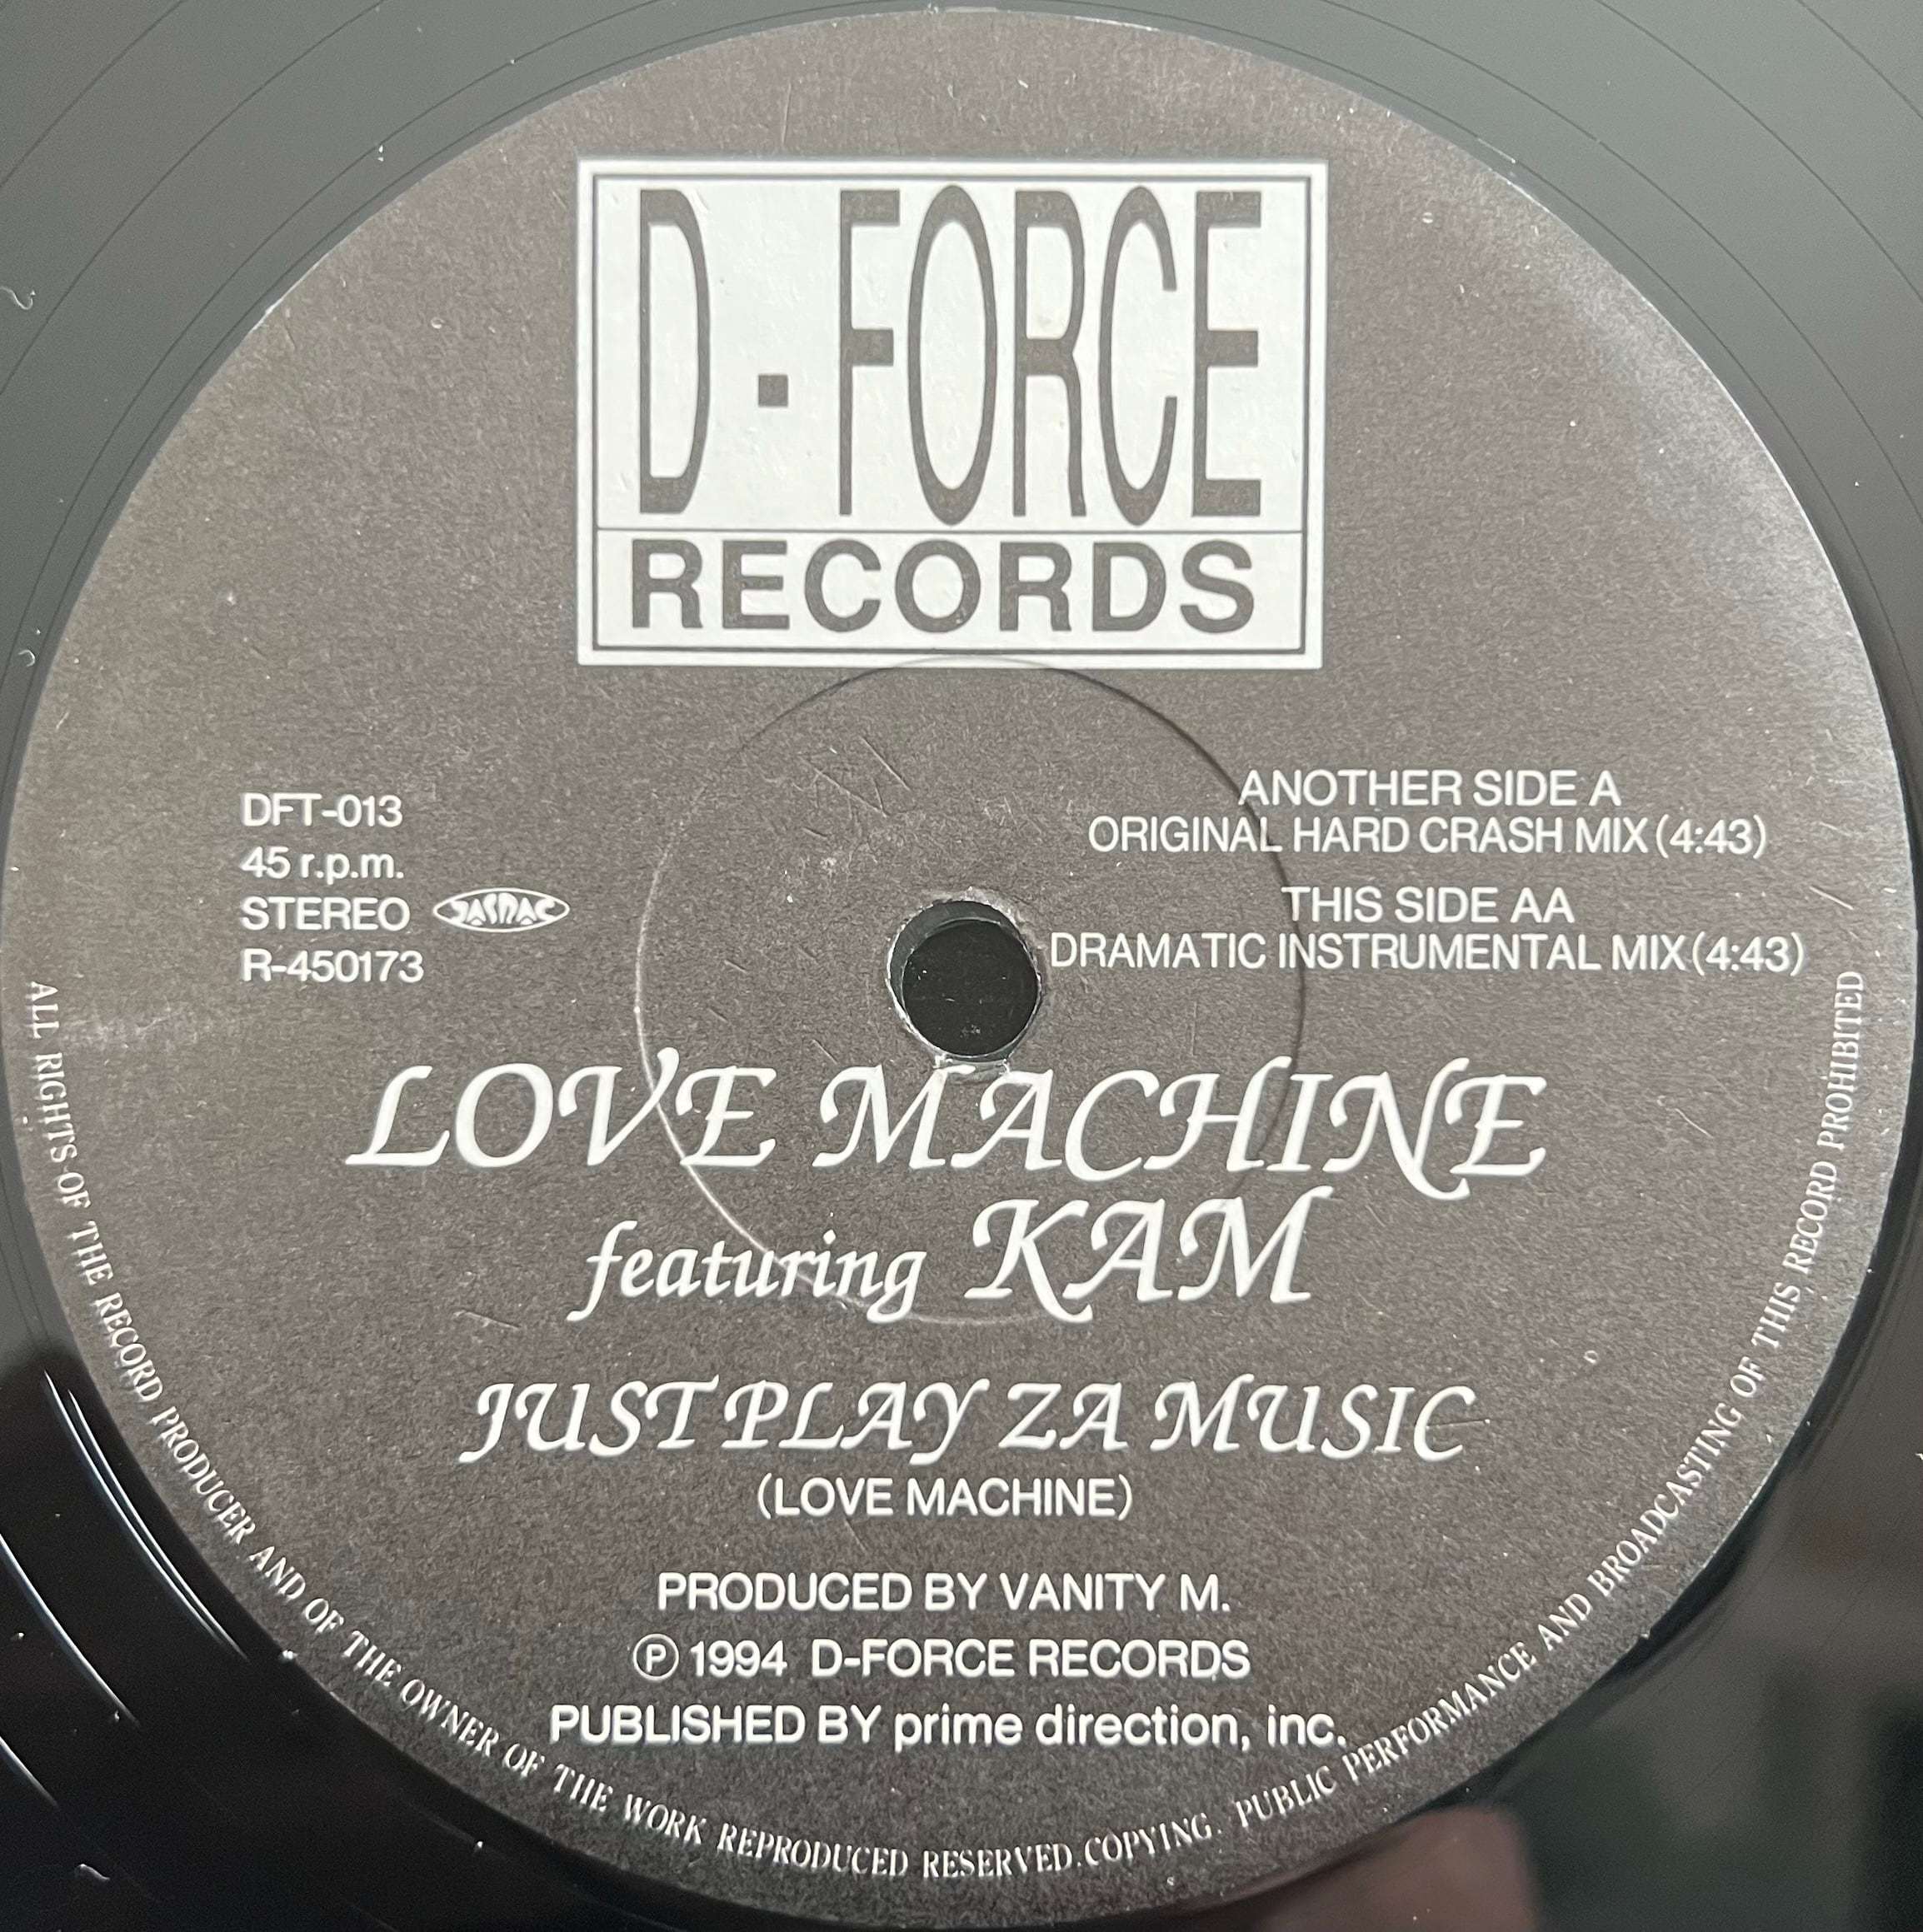 D-FORCE
RECORDS
DFT-013
45 r.p.m.
STEREO JASRAC
R-450173
ANOTHER SIDE A
ORIGINAL HARD CRASH MIX (4:43)
THIS SIDE AA
DRAMATIC INSTRUMENTAL MIX (4:43)
LOVE MACHINE
featuring KAM
JUST PLAY ZA MUSIC
(LOVE MACHINE)
PRODUCED BY VANITY M.
Ⓟ 1994 D-FORCE RECORDS
PUBLISHED BY prime direction, inc.
ALL RIGHTS OF THE RECORD PRODUCER AND OF THE OWNER OF THE WORK REPRODUCED RESERVED. COPYING. PUBLIC PERFORMANCE AND BROADCASTING OF THIS RECORD PROHIBITED